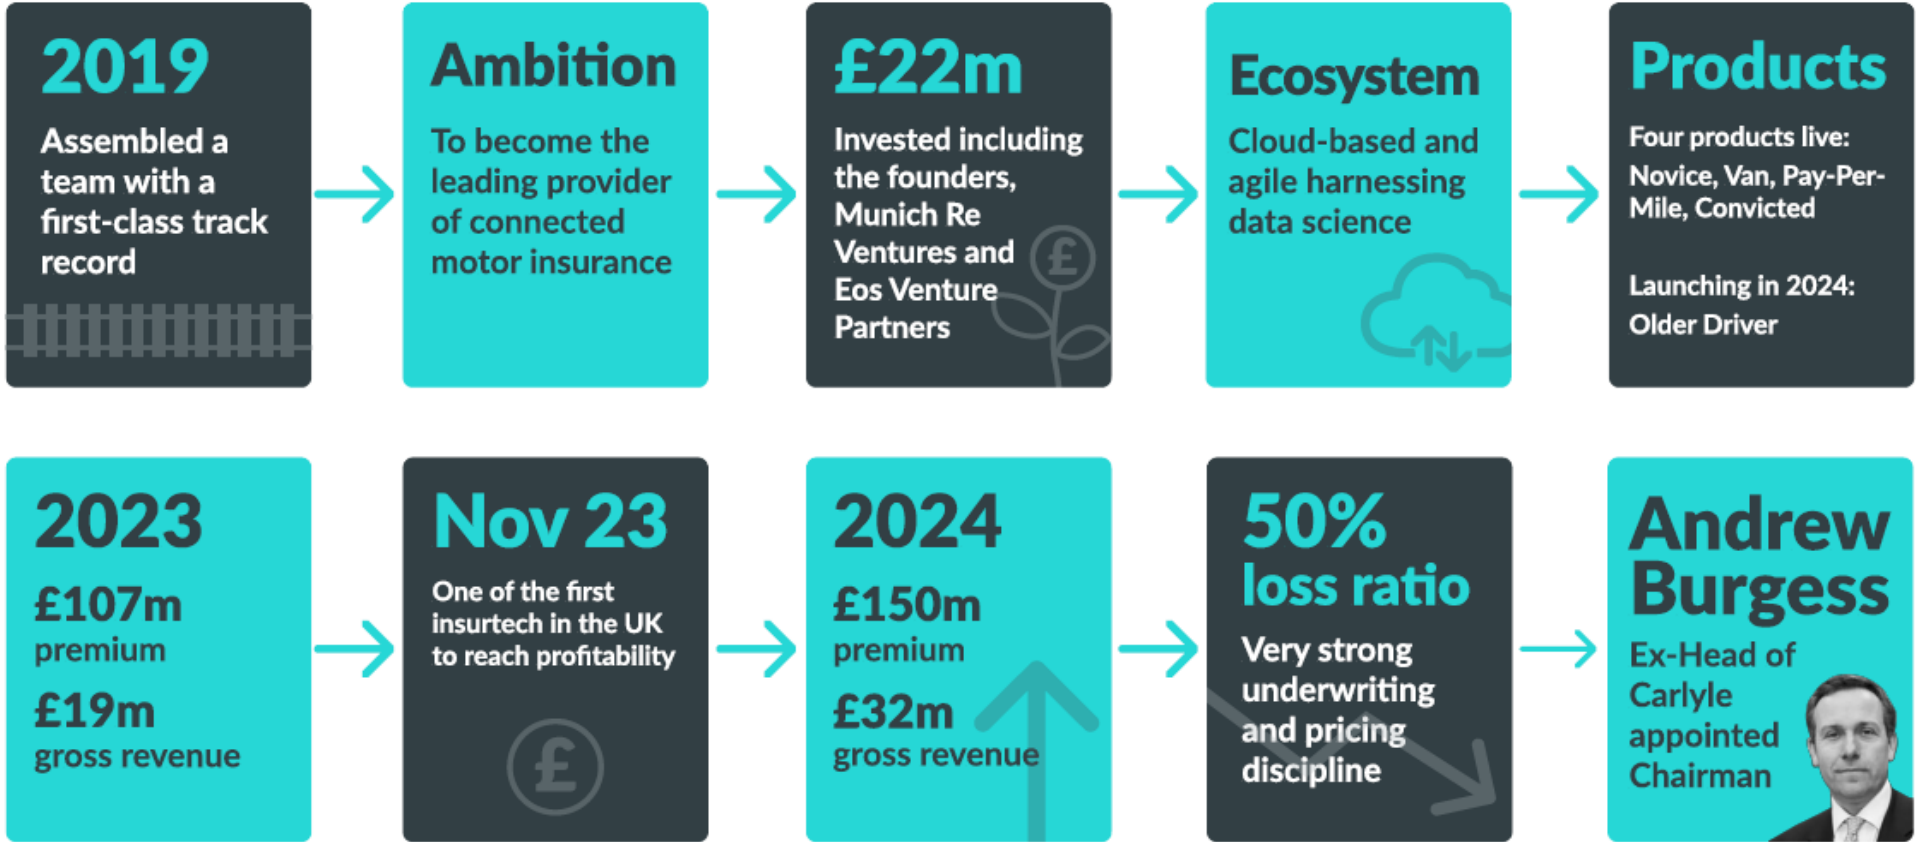 2019
Assembled a
team with a
first-class track
record
Ambition
To become the
leading provider
of connected
motor insurance
£22m
Invested including
the founders,
Munich Re
Ventures and
Eos Venture
Partners
£
Ecosystem
Cloud-based and
agile harnessing
data science
Products
Four products live:
Novice, Van, Pay-Per-
Mile, Convicted
Launching in 2024:
Older Driver
2023
£107m
premium
£19m
gross revenue
Nov 23
One of the first
insurtech in the UK
to reach profitability
£
2024
£150m
premium
£32m
gross revenue
50%
loss ratio
Very strong
underwriting
and pricing
discipline
Andrew
Burgess
Ex-Head of
Carlyle
appointed
Chairman